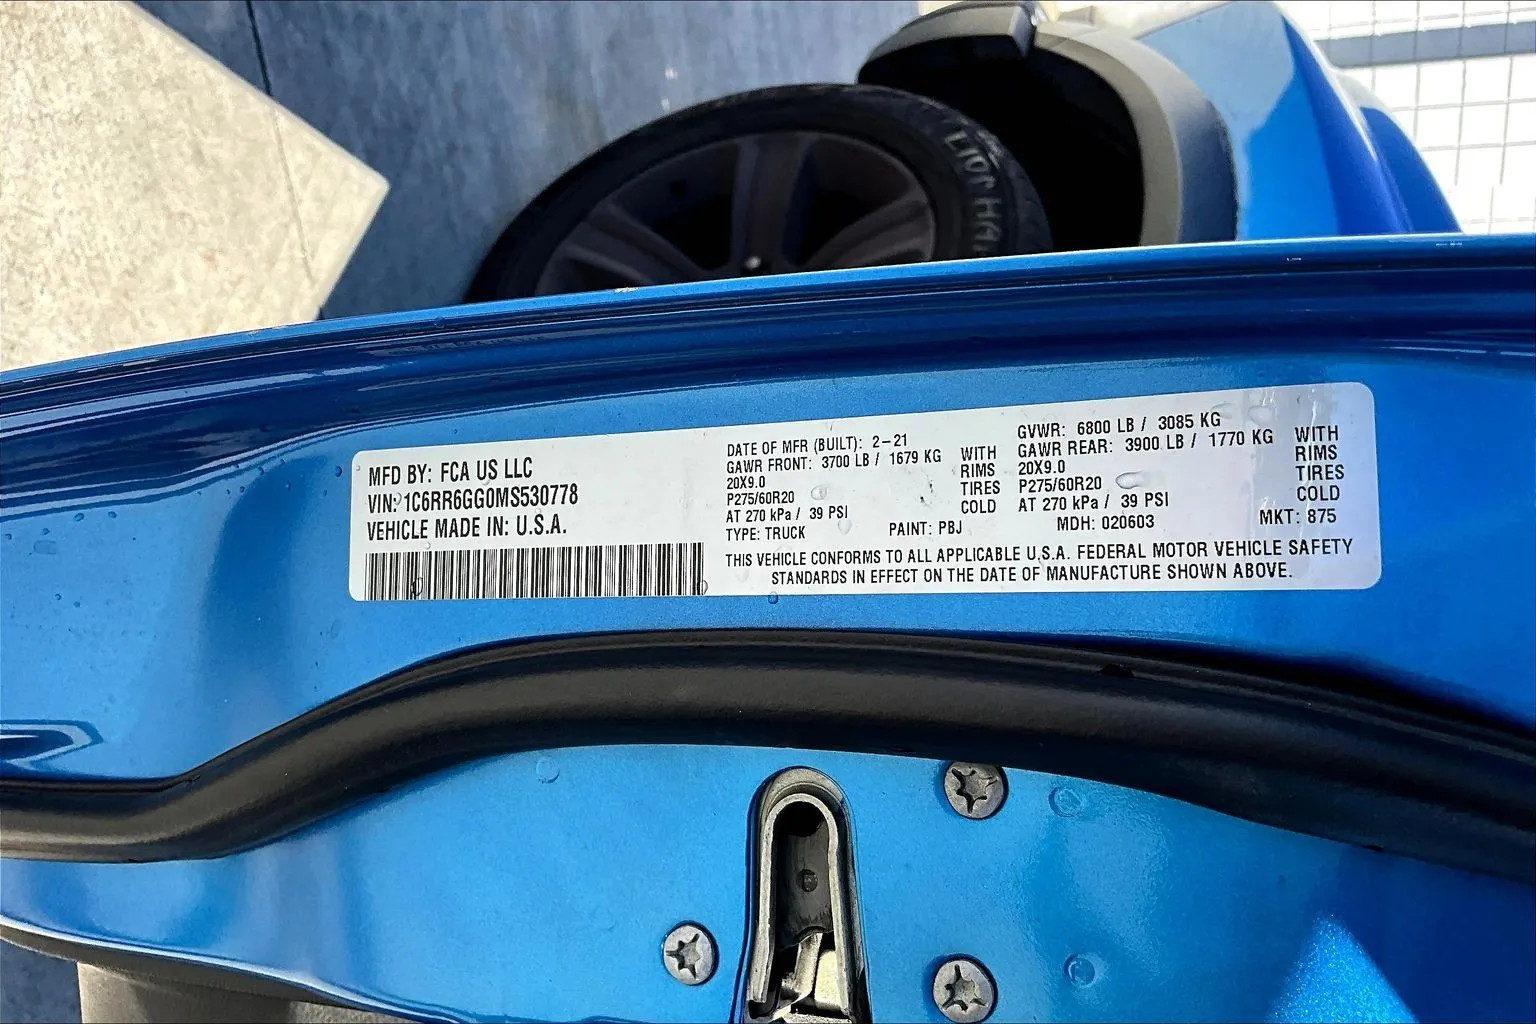 LION HA
MFD BY: FCA US LLC
VIN: 1C6RR6GG0MS530778
VEHICLE MADE IN: U.S.A.
DATE OF MFR (BUILT): 2-21
GAWR FRONT: 3700 LB / 1679 KG
20X9.0
P275/60R20
AT 270 kPa / 39 PSI
WITH
RIMS
TIRES
COLD
GVWR: 6800 LB / 3085 KG
GAWR REAR: 3900 LB / 1770 KG
20X9.0
P275/60R20
AT 270 kPa / 39 PSI
WITH
RIMS
TIRES
COLD
TYPE: TRUCK PAINT: PBJ MDH: 020603 MKT: 875
THIS VEHICLE CONFORMS TO ALL APPLICABLE U.S.A. FEDERAL MOTOR VEHICLE SAFETY
STANDARDS IN EFFECT ON THE DATE OF MANUFACTURE SHOWN ABOVE.